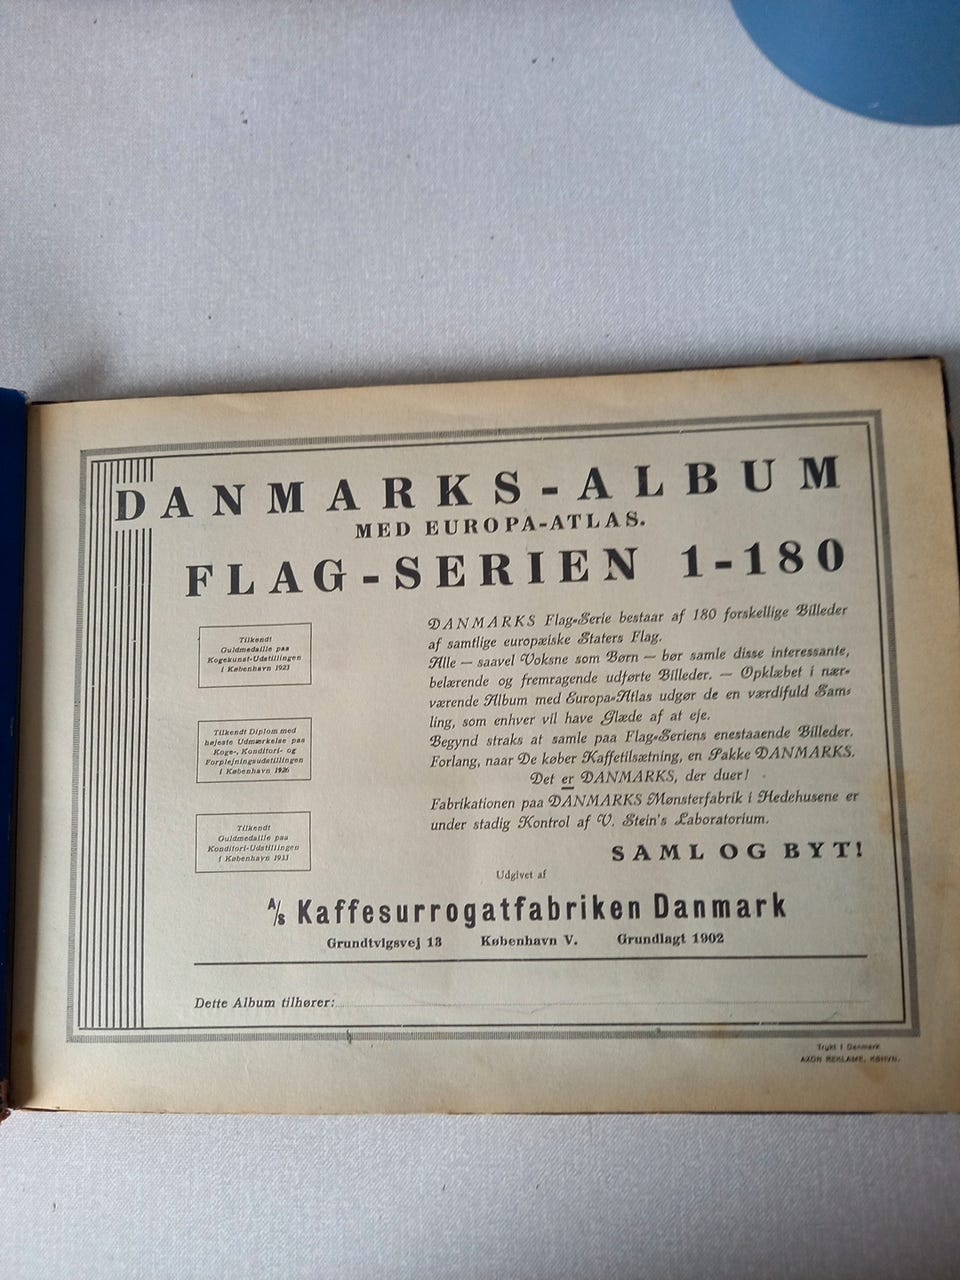 DANMARKS-ALBUM
MED EUROPA-ATLAS.
FLAG-SERIEN 1-180
Tilkendt
Guldmedaille paa
Kogekunst-Udstillingen
i København 1923
Tilkendt Diplom med
højeste Udmærkelse paa
Koge-, Konditori- og
Forplejningsudstillingen
i København 1926
Tilkendt
Guldmedaille paa
Konditori-Udstillingen
i København 1933
DANMARKS Flag-Serie bestaar af 180 forskellige Billeder
af samtlige europæiske Staters Flag.
Alle — saavel Voksne som Børn — bør samle disse interessante,
belærende og fremragende udførte Billeder. — Opklæbet i nær-
værende Album med Europa-Atlas udgør de en værdifuld Sam-
ling, som enhver vil have Glæde af at eje.
Begynd straks at samle paa Flag-Seriens enestaaende Billeder.
Forlang, naar De køber Kaffetilsætning, en Pakke DANMARKS.
Det er DANMARKS, der duer!
Fabrikationen paa DANMARKS Mønsterfabrik i Hedehusene er
under stadig Kontrol af V. Stein's Laboratorium.
SAML OG BYT!
Udgivet af
A/s Kaffesurrogatfabriken Danmark
Grundtvigsvej 13 København V. Grundlagt 1902
Dette Album tilhører:
Trykt i Danmark
AXON REKLAME, KBHVN.